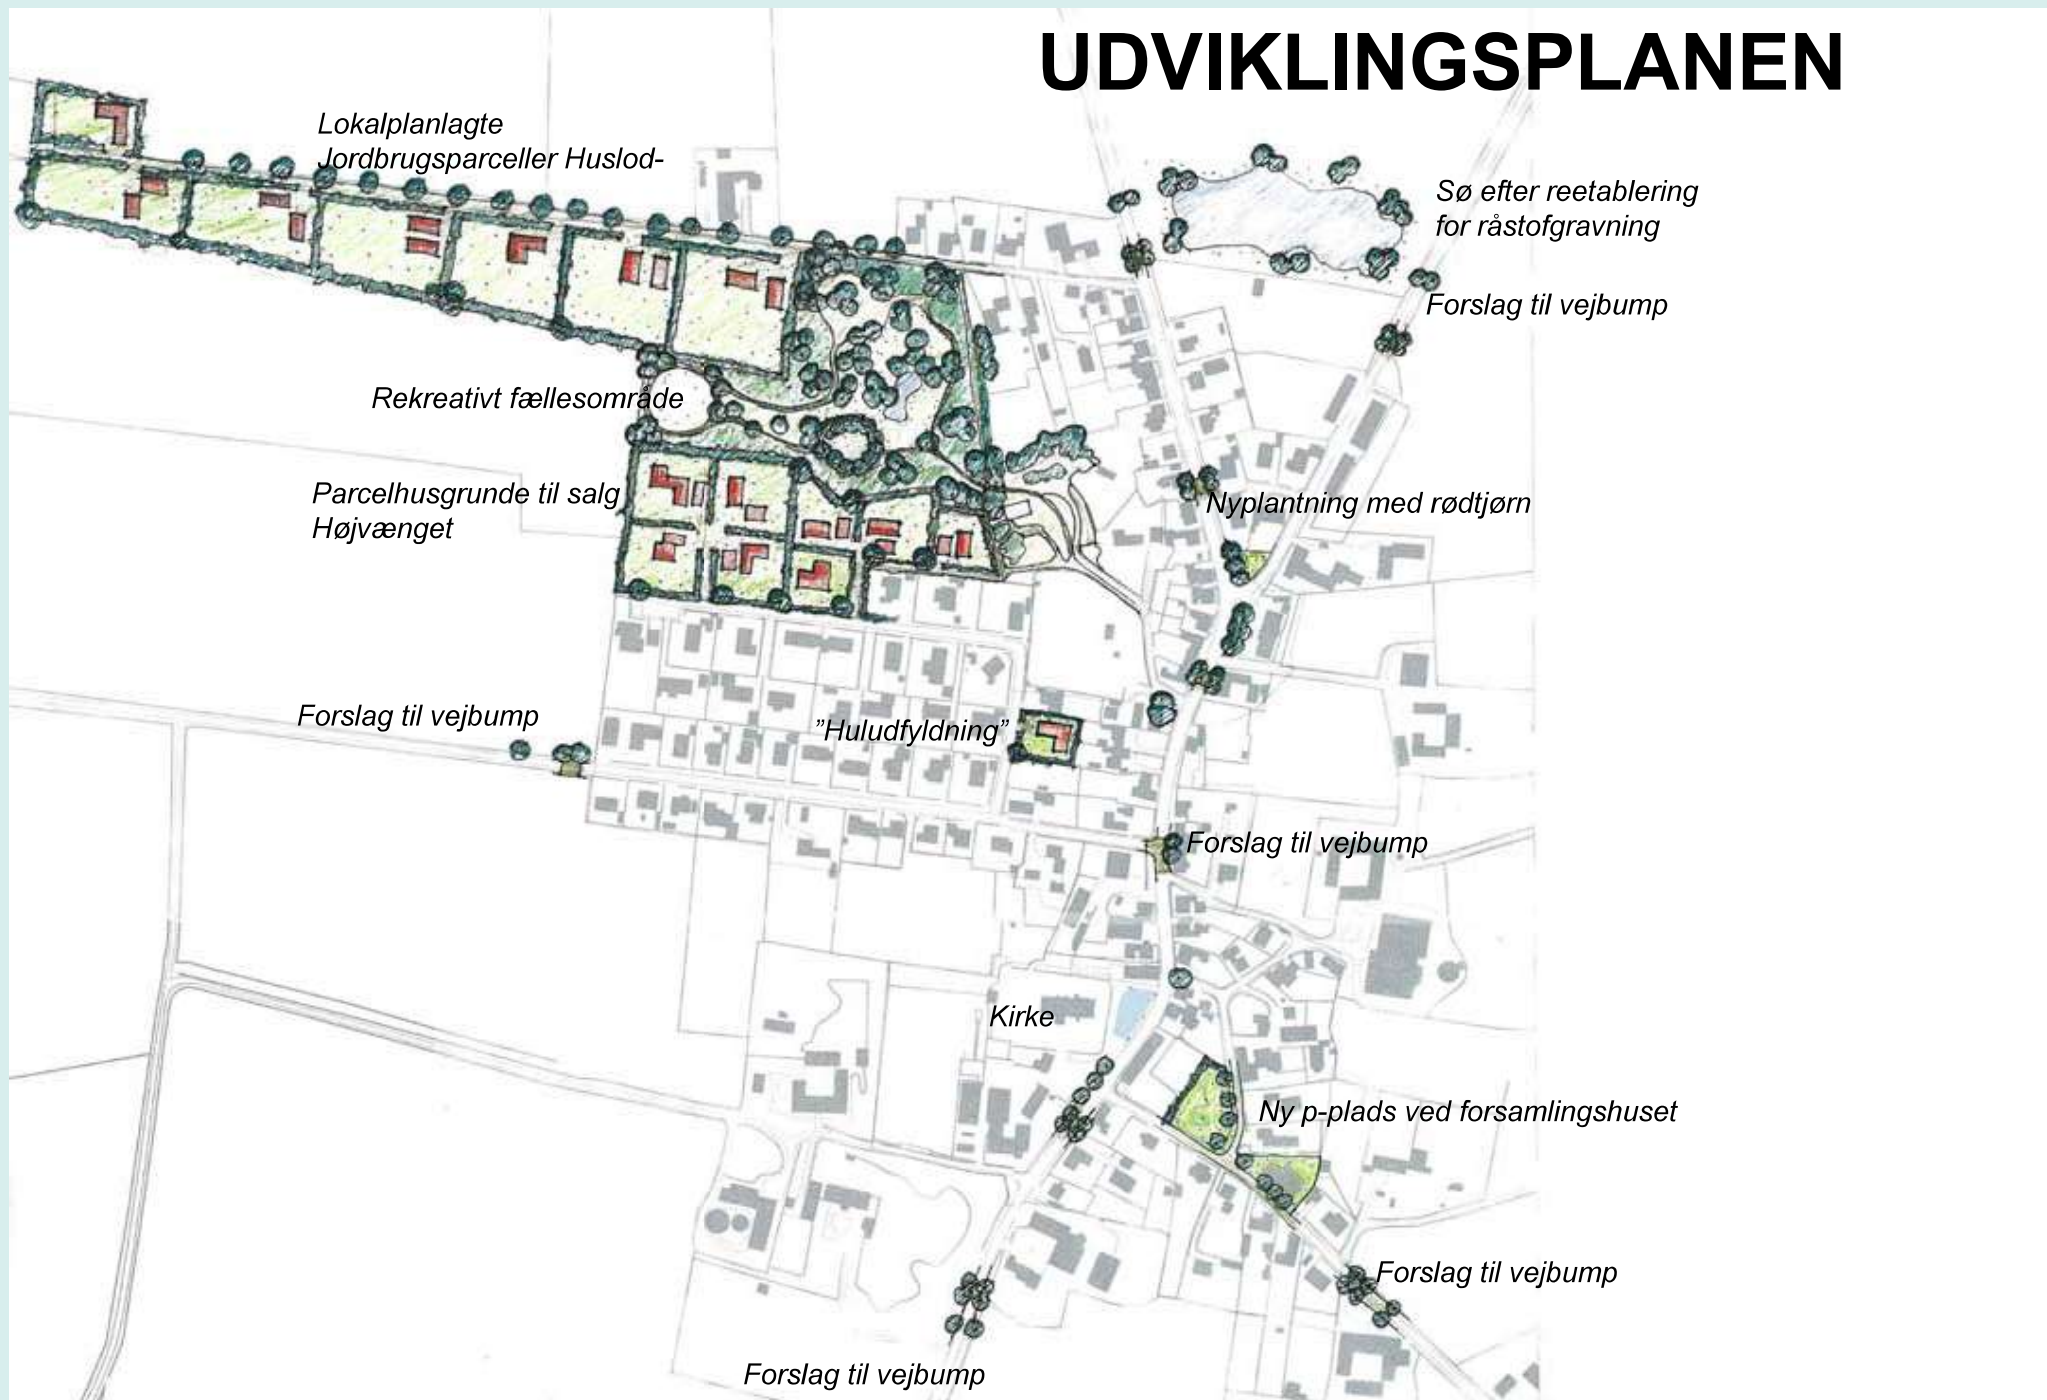 UDVIKLINGSPLANEN
Lokalplanlagte
Jordbrugsparceller Huslod-
Sø efter reetablering
for råstofgravning
Forslag til vejbump
Rekreativt fællesområde
Parcelhusgrunde til salg
Højvænget
Nyplantning med rødtjørn
Forslag til vejbump
"Huludfyldning"
Forslag til vejbump
Kirke
Ny p-plads ved forsamlingshuset
Forslag til vejbump
Forslag til vejbump